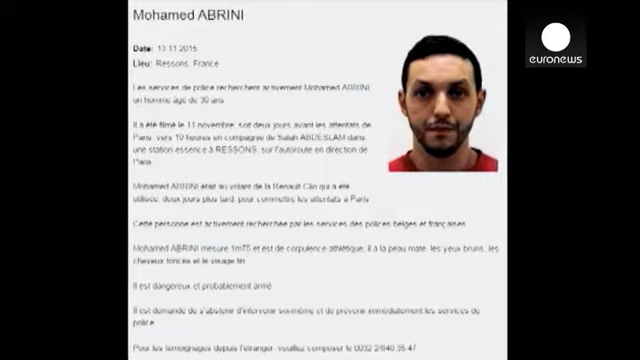 Mohamed ABRINI
euronews
Date: 13.11.2015
Lieu: Ressons, France
Les services de police recherchent activement Mohamed ABRINI,
un homme âgé de 30 ans
Il a été filmé le 11 novembre, soit deux jours avant les attentats de
Paris, vers 19 heures en compagnie de Salah ABDESLAM dans
une station essence à RESSONS, sur l'autoroute en direction de
Paris
Mohamed ABRINI était au volant de la Renault Clio qui a été
utilisée, deux jours plus tard, pour commettre les attentats à Paris
Cette personne est activement recherchée par les services des polices belges et françaises
Mohamed ABRINI mesure 1m75 et est de corpulence athlétique, il a la peau mate, les yeux bruns, les
cheveux foncés et le visage fin
Il est dangereux et probablement armé
Il est demandé de s'abstenir d'intervenir soi-même et de prévenir immédiatement les services de
police
Pour les témoignages depuis l'étranger, veuillez composer le 0032 2/640 35 47